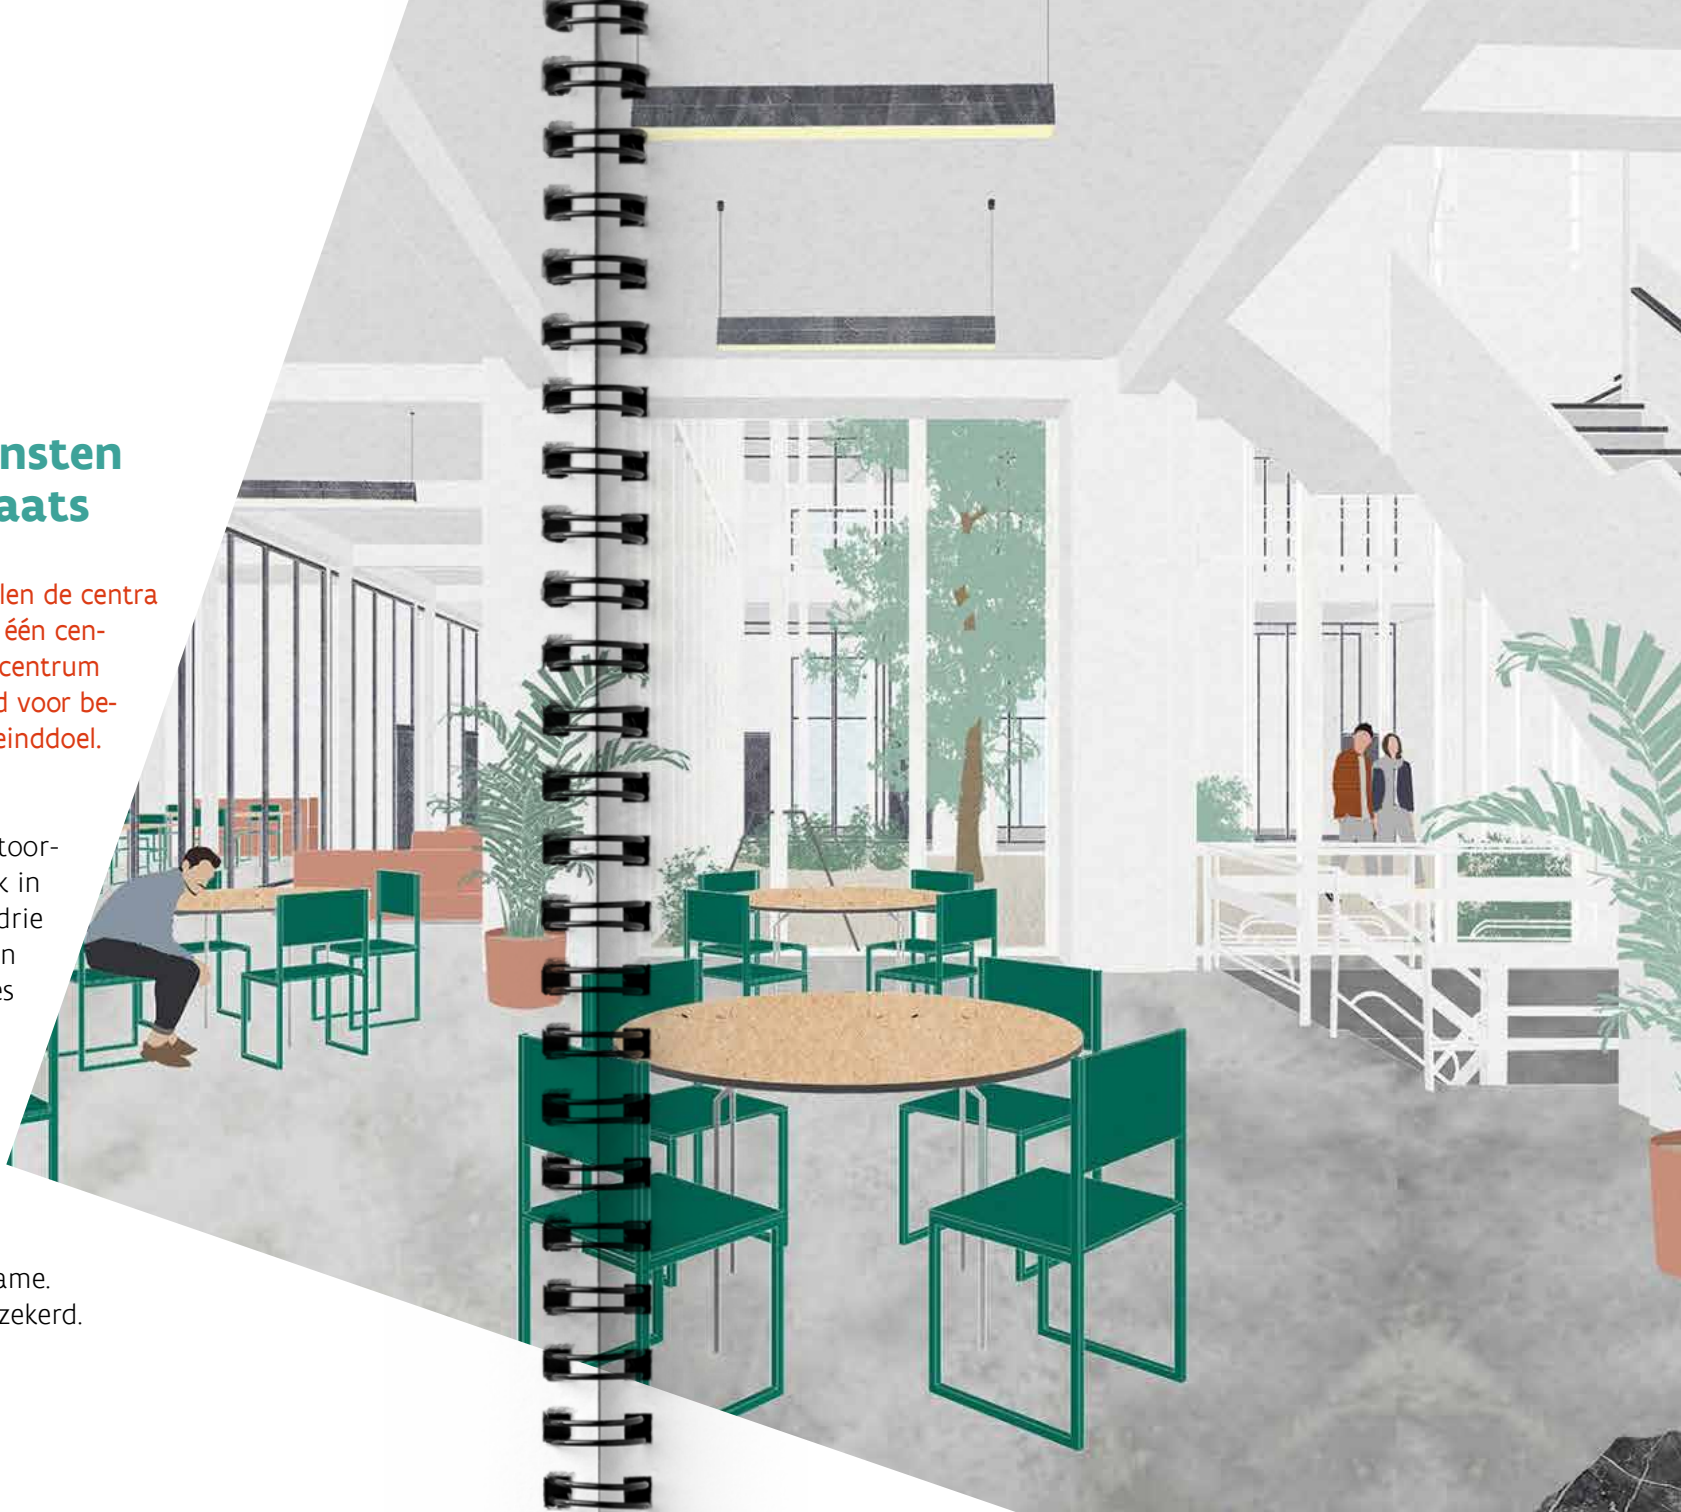 nsten
aats
len de centra
één cen-
centrum
d voor be-
einddoel.
toor-
k in
drie
n
es
ame.
zekerd.